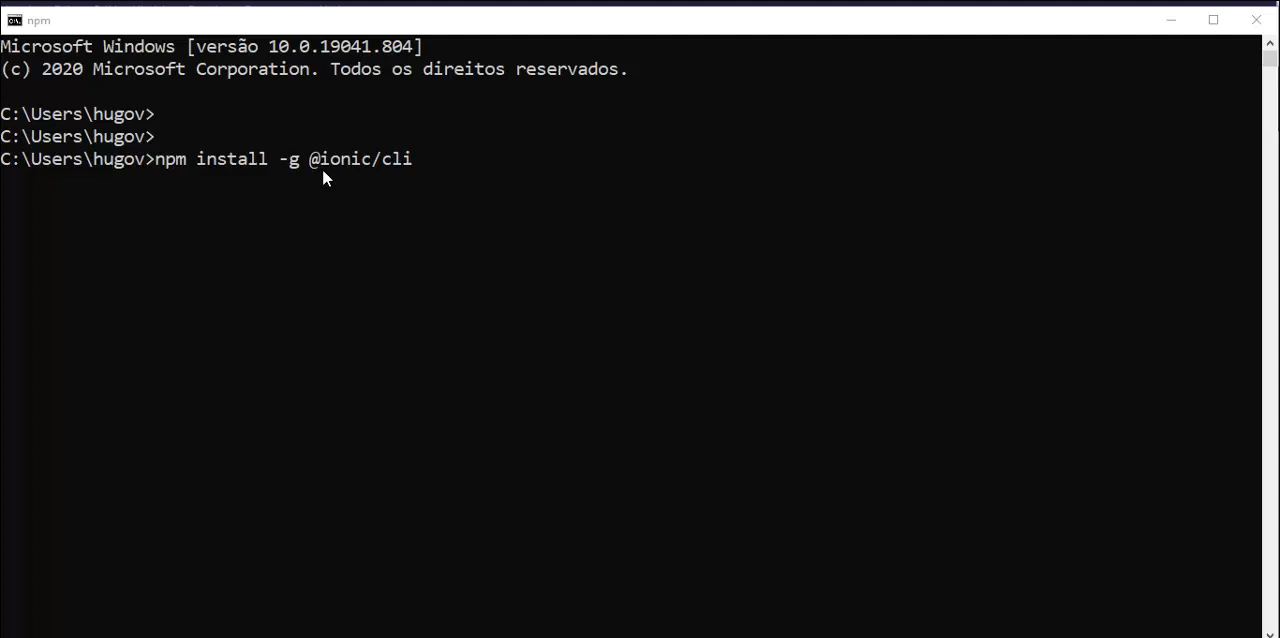 npm
Microsoft Windows [versão 10.0.19041.804]
(c) 2020 Microsoft Corporation. Todos os direitos reservados.
C:\Users\hugov>
C:\Users\hugov>
C:\Users\hugov>npm install -g @ionic/cli